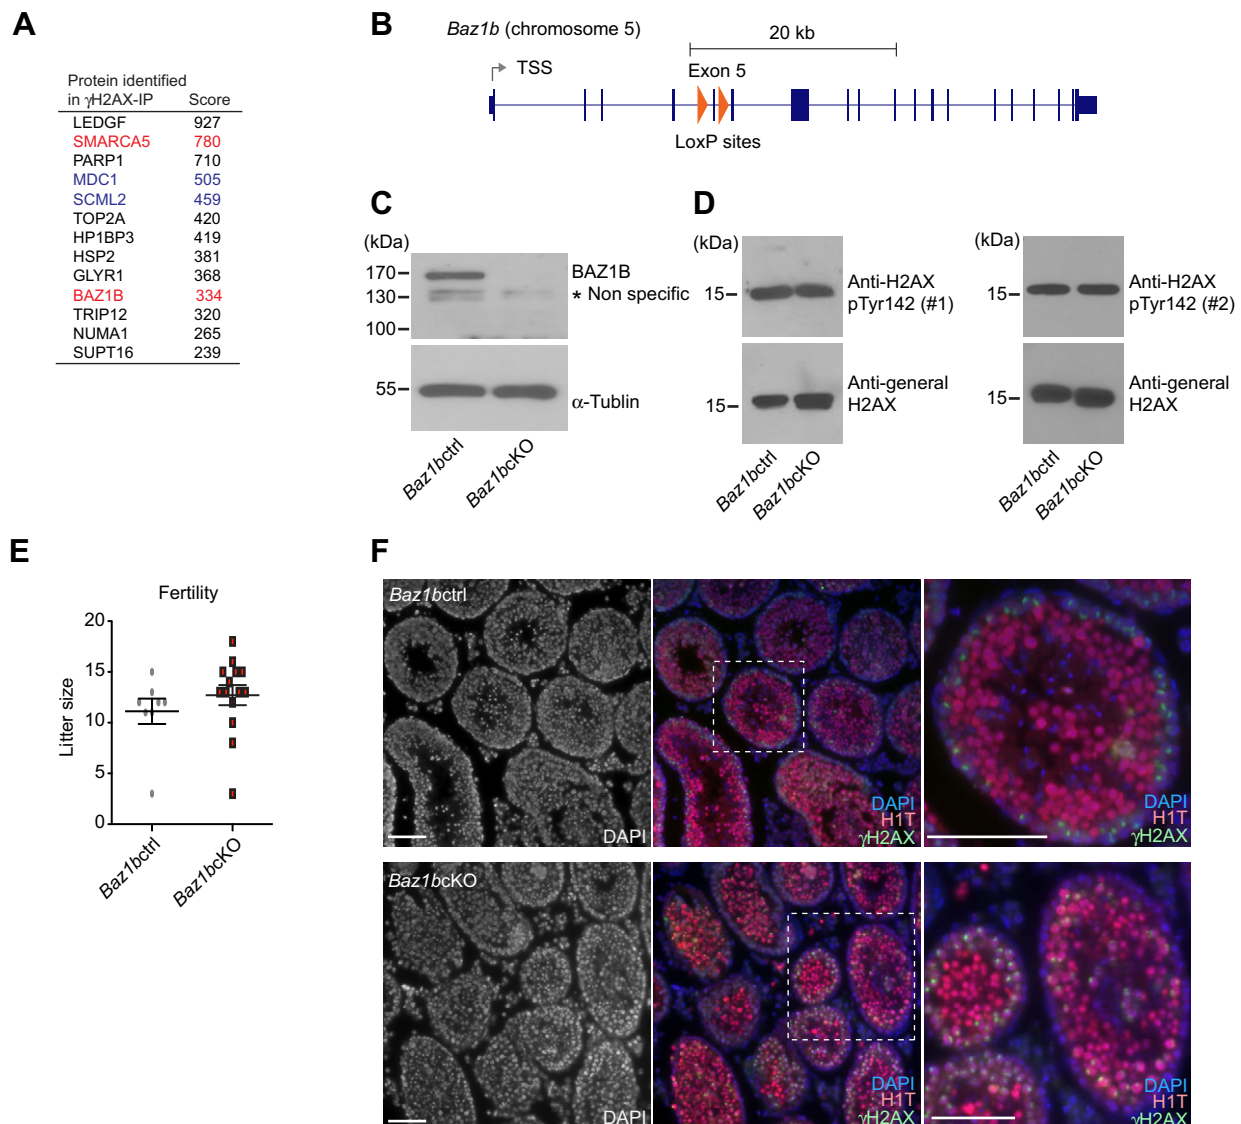 A
Protein identified
in γH2AX-IP Score
LEDGF 927
SMARCA5 780
PARP1 710
MDC1 505
SCML2 459
TOP2A 420
HP1BP3 419
HSP2 381
GLYR1 368
BAZ1B 334
TRIP12 320
NUMA1 265
SUPT16 239
B
Baz1b (chromosome 5)
20 kb
TSS
Exon 5
LoxP sites
C
(kDa)
170
130
100
BAZ1B
* Non specific
55
α-Tublin
Baz1bctrl
Baz1bcKO
D
(kDa)
15
Anti-H2AX
pTyr142 (#1)
15
Anti-general
H2AX
Baz1bctrl
Baz1bcKO
(kDa)
15
Anti-H2AX
pTyr142 (#2)
15
Anti-general
H2AX
Baz1bctrl
Baz1bcKO
E
Fertility
Litter size
20
15
10
5
0
Baz1bctrl
Baz1bcKO
F
Baz1bctrl
DAPI
DAPI
H1T
γH2AX
DAPI
H1T
γH2AX
Baz1bcKO
DAPI
DAPI
H1T
γH2AX
DAPI
H1T
γH2AX